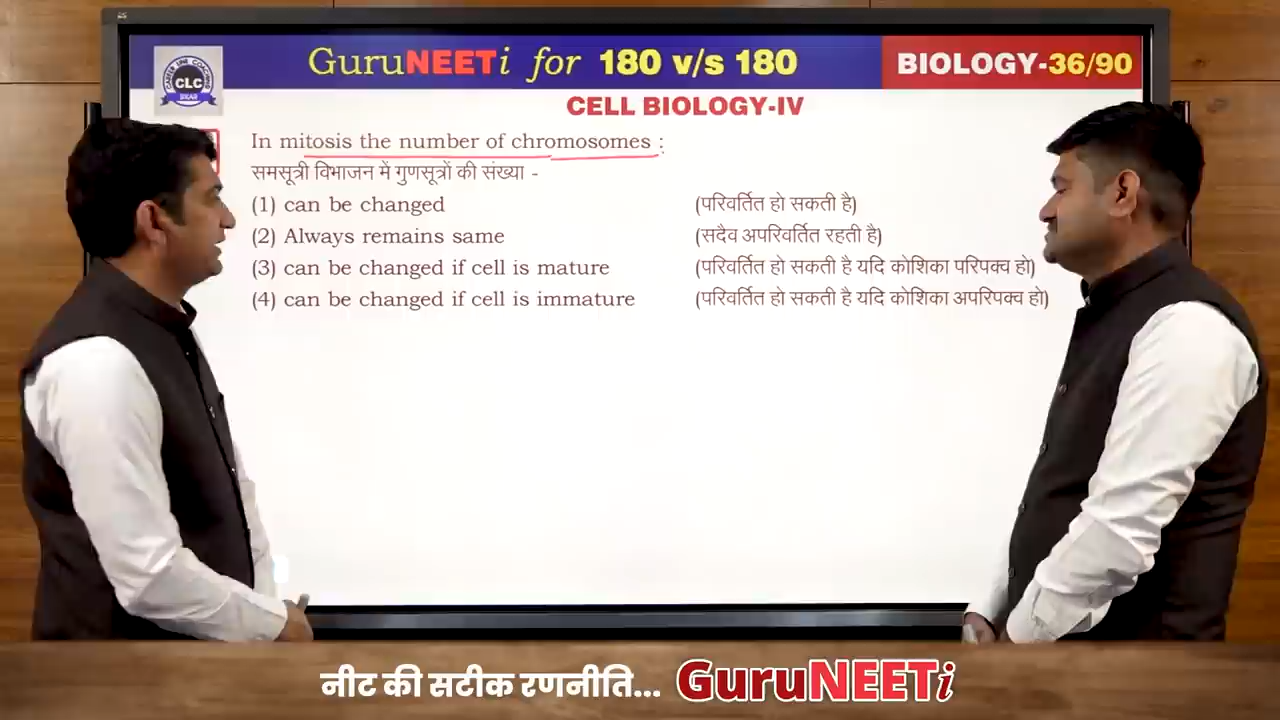 GuruNEETi for 180 v/s 180
BIOLOGY-36/90
CLC
SIKAR
CELL BIOLOGY-IV
In mitosis the number of chromosomes :
समसूत्री विभाजन में गुणसूत्रों की संख्या -
(1) can be changed (परिवर्तित हो सकती है)
(2) Always remains same (सदैव अपरिवर्तित रहती है)
(3) can be changed if cell is mature (परिवर्तित हो सकती है यदि कोशिका परिपक्व हो)
(4) can be changed if cell is immature (परिवर्तित हो सकती है यदि कोशिका अपरिपक्व हो)
नीट की सटीक रणनीति... GuruNEETi